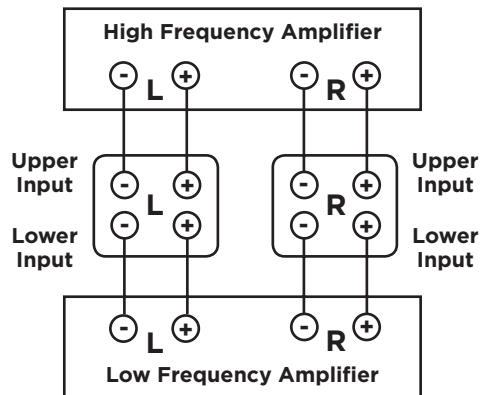 High Frequency Amplifier
- L + - R +
Upper
Input
- L + - R +
Upper
Input
Lower
Input
- + - +
Lower
Input
- L + - R +
Low Frequency Amplifier